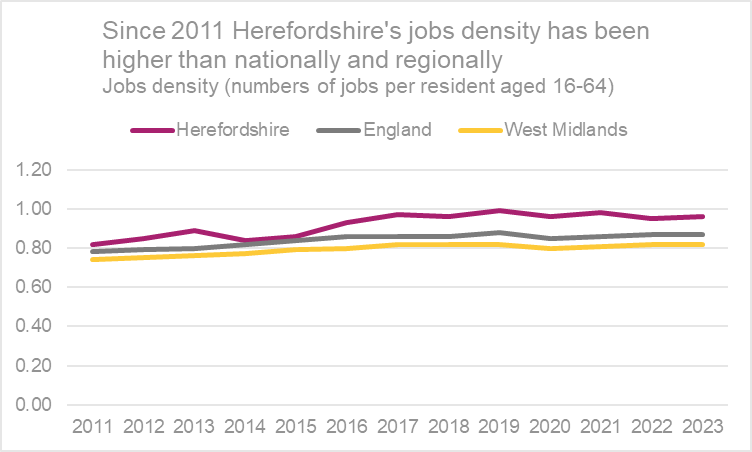 Since 2011 Herefordshire's jobs density has been
higher than nationally and regionally
Jobs density (numbers of jobs per resident aged 16-64)
Herefordshire England West Midlands
1.20
1.00
0.80
0.60
0.40
0.20
0.00
2011 2012 2013 2014 2015 2016 2017 2018 2019 2020 2021 2022 2023